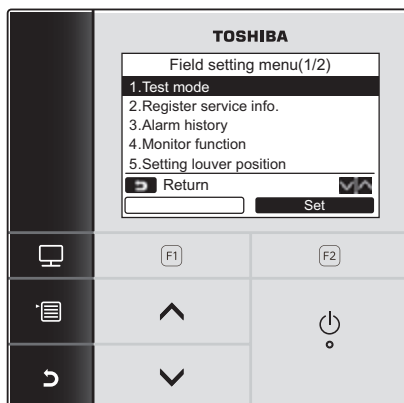 TOSHIBA
Field setting menu(1/2)
1.Test mode
2.Register service info.
3.Alarm history
4.Monitor function
5.Setting louver position
Return
Set
F1
F2